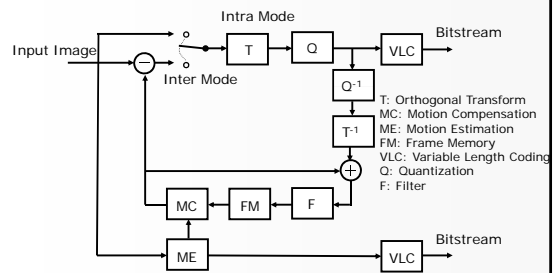 Intra Mode
Input Image
Inter Mode
T
Q
VLC
Bitstream
Q-1
T-1
T: Orthogonal Transform
MC: Motion Compensation
ME: Motion Estimation
FM: Frame Memory
VLC: Variable Length Coding
Q: Quantization
F: Filter
MC
FM
F
ME
VLC
Bitstream